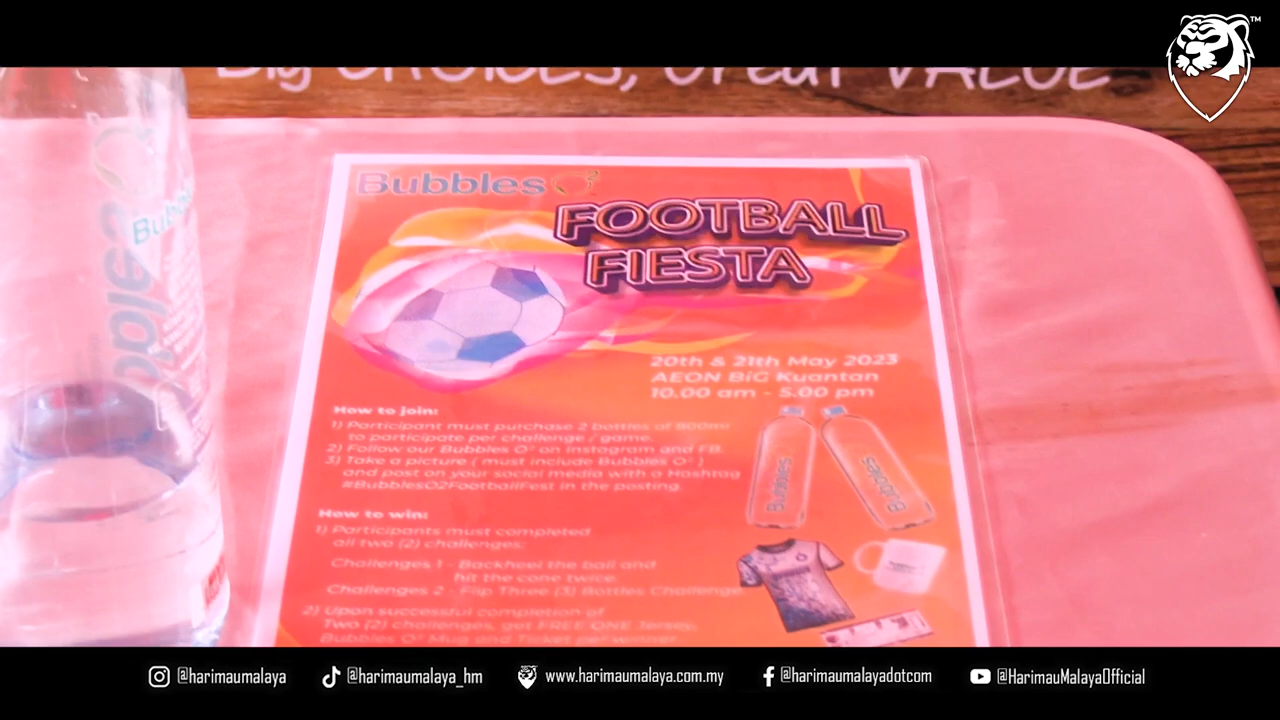 Big CHOICES, Great VALUE
TM
Bubbles O²
FOOTBALL
FIESTA
20th & 21th May 2023
AEON BiG Kuantan
10.00 am - 5.00 pm
How to join:
1) Participant must purchase 2 bottles of 800ml
to participate per challenge / game.
2) Follow our Bubbles O² on Instagram and FB.
3) Take a picture ( must include Bubbles O² )
and post on your social media with a Hashtag
#BubblesO2FootballFest in the posting.
How to win:
1) Participants must completed
all two (2) challenges:
Challenges 1 - Backheel the ball and
hit the cone twice.
Challenges 2 - Flip Three (3) Bottles Challenge.
2) Upon successful completion of
Two (2) challenges, get FREE ONE Jersey,
Bubbles O² Mug and Ticket per winner
Bubbles
Bubbles
@harimaumalaya
@harimaumalaya_hm
www.harimaumalaya.com.my
@harimaumalayadotcom
@HarimauMalayaOfficial